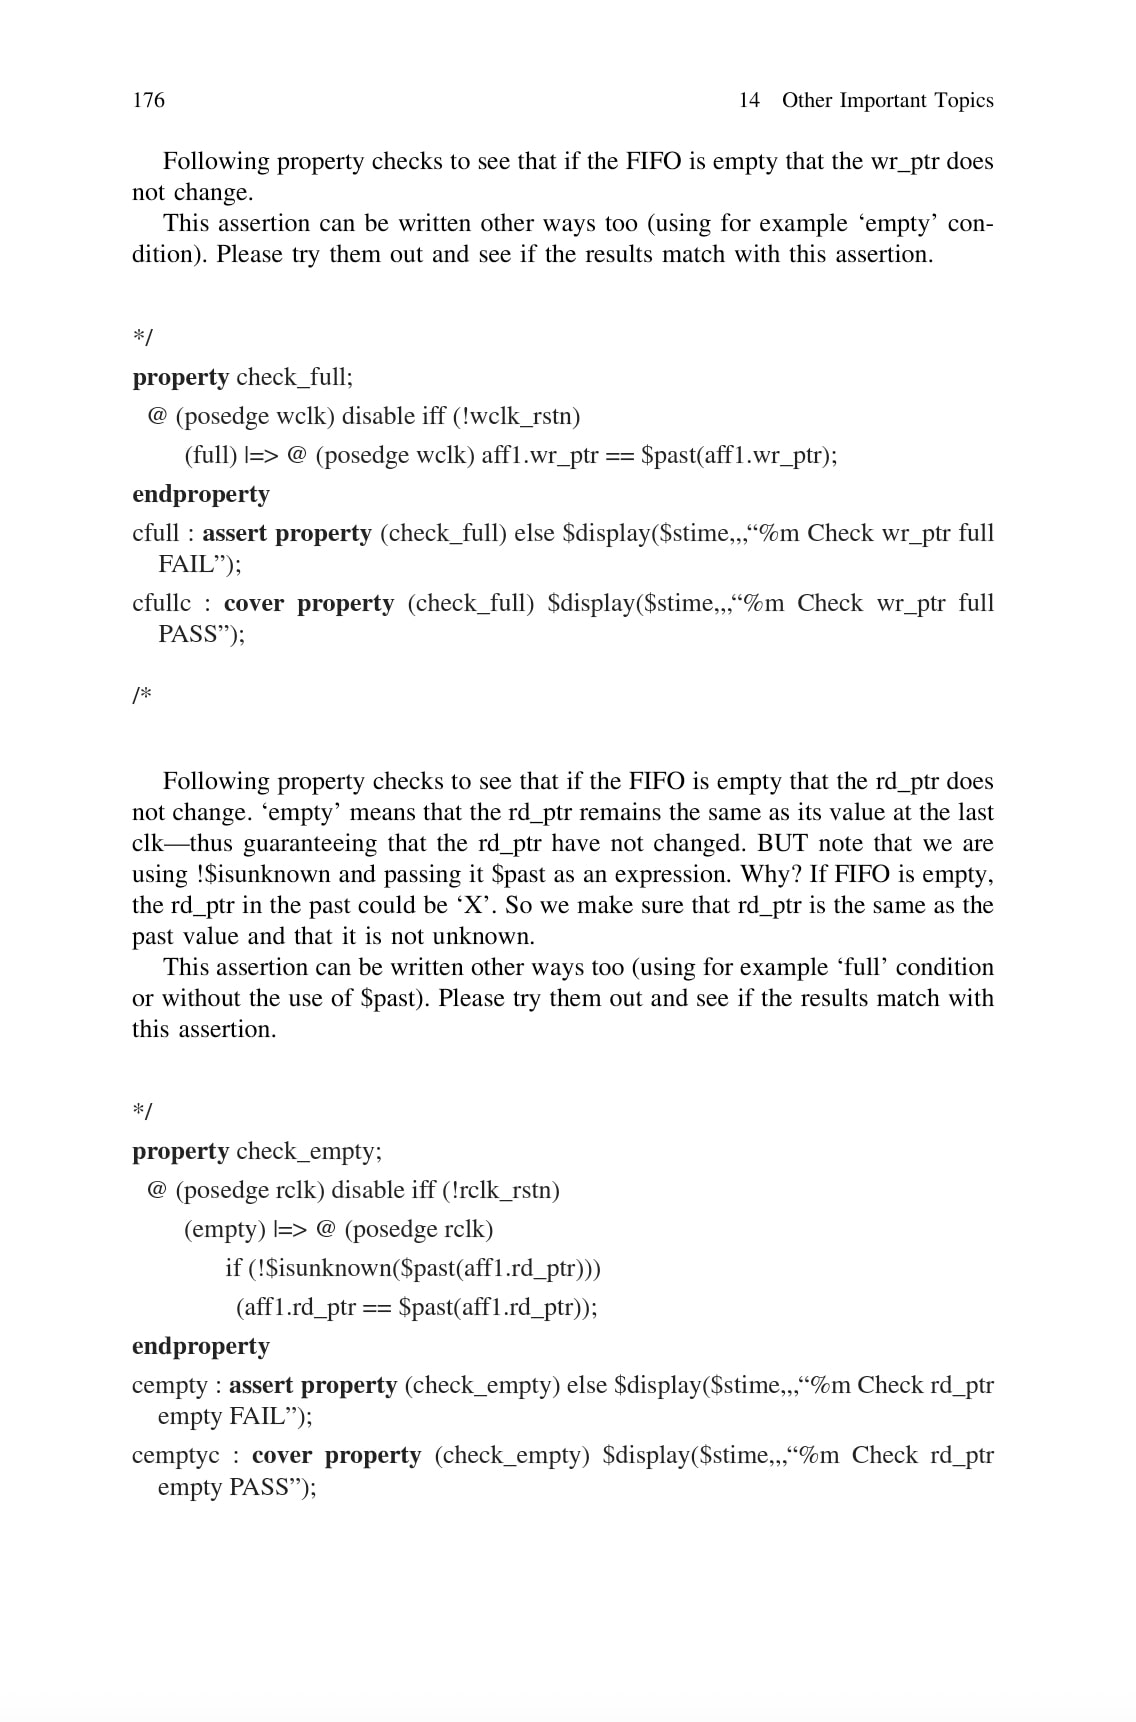 176
14 Other Important Topics
Following property checks to see that if the FIFO is empty that the wr_ptr does
not change.
This assertion can be written other ways too (using for example ‘empty’ con-
dition). Please try them out and see if the results match with this assertion.
*/
property check_full;
@ (posedge wclk) disable iff (!wclk_rstn)
(full) |=> @ (posedge wclk) aff1.wr_ptr == $past(aff1.wr_ptr);
endproperty
cfull : assert property (check_full) else $display($stime,,,“%m Check wr_ptr full
FAIL”);
cfullc : cover property (check_full) $display($stime,,,“%m Check wr_ptr full
PASS”);
/*
Following property checks to see that if the FIFO is empty that the rd_ptr does
not change. ‘empty’ means that the rd_ptr remains the same as its value at the last
clk—thus guaranteeing that the rd_ptr have not changed. BUT note that we are
using !$isunknown and passing it $past as an expression. Why? If FIFO is empty,
the rd_ptr in the past could be ‘X’. So we make sure that rd_ptr is the same as the
past value and that it is not unknown.
This assertion can be written other ways too (using for example ‘full’ condition
or without the use of $past). Please try them out and see if the results match with
this assertion.
*/
property check_empty;
@ (posedge rclk) disable iff (!rclk_rstn)
(empty) |=> @ (posedge rclk)
if (!$isunknown($past(aff1.rd_ptr)))
(aff1.rd_ptr == $past(aff1.rd_ptr));
endproperty
cempty : assert property (check_empty) else $display($stime,,,“%m Check rd_ptr
empty FAIL”);
cemptyc : cover property (check_empty) $display($stime,,,“%m Check rd_ptr
empty PASS”);